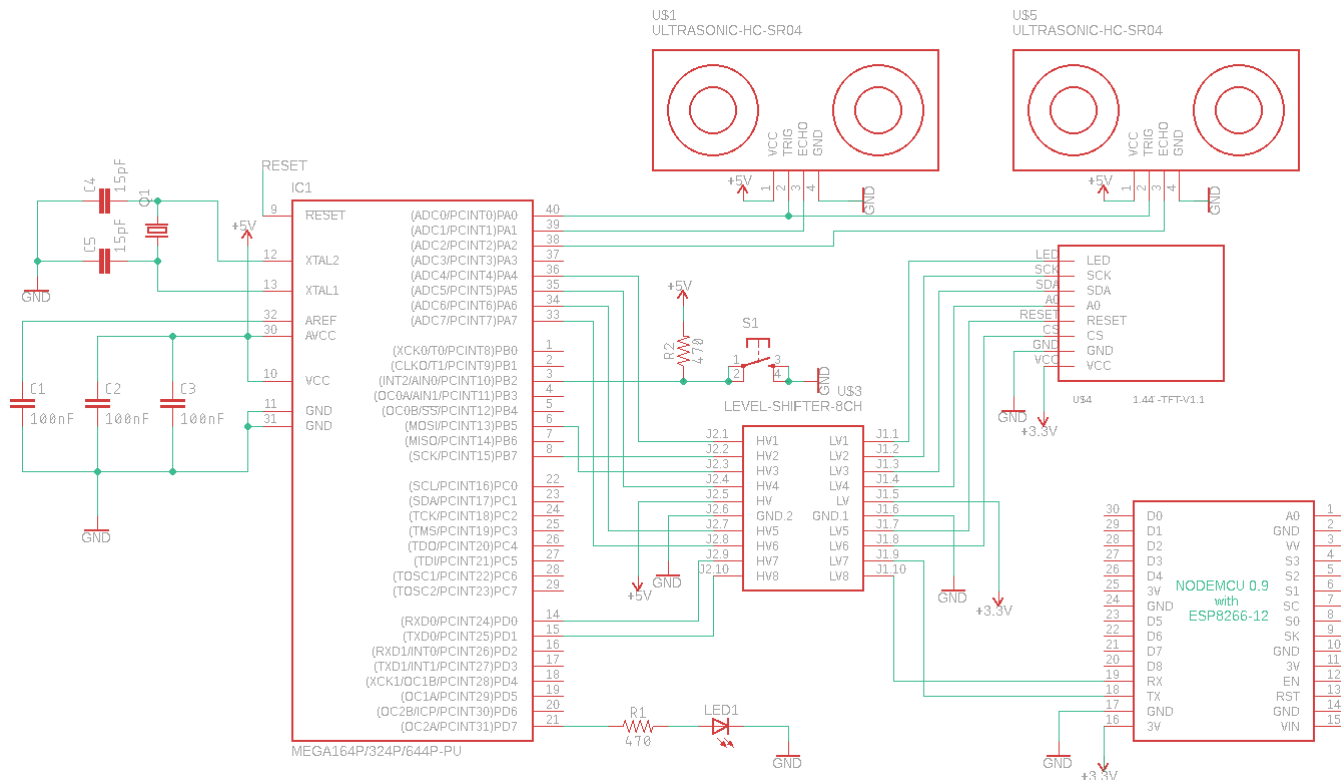 U$1
ULTRASONIC-HC-SR04
VCC
TRIG
ECHO
GND
+5V
1
2
3
4
GND
U$5
ULTRASONIC-HC-SR04
VCC
TRIG
ECHO
GND
+5V
1
2
3
4
GND
C4
15pF
Q1
C5
15pF
GND
RESET
+5V
IC1
9 RESET
12 XTAL2
13 XTAL1
32 AREF
30 AVCC
10 VCC
11 GND
31 GND
C1
100nF
C2
100nF
C3
100nF
GND
(ADC0/PCINT0)PA0 40
(ADC1/PCINT1)PA1 39
(ADC2/PCINT2)PA2 38
(ADC3/PCINT3)PA3 37
(ADC4/PCINT4)PA4 36
(ADC5/PCINT5)PA5 35
(ADC6/PCINT6)PA6 34
(ADC7/PCINT7)PA7 33
(XCK0/T0/PCINT8)PB0 1
(CLKO/T1/PCINT9)PB1 2
(INT2/AIN0/PCINT10)PB2 3
(OC0A/AIN1/PCINT11)PB3 4
(OC0B/SS/PCINT12)PB4 5
(MOSI/PCINT13)PB5 6
(MISO/PCINT14)PB6 7
(SCK/PCINT15)PB7 8
(SCL/PCINT16)PC0 22
(SDA/PCINT17)PC1 23
(TCK/PCINT18)PC2 24
(TMS/PCINT19)PC3 25
(TDO/PCINT20)PC4 26
(TDI/PCINT21)PC5 27
(TOSC1/PCINT22)PC6 28
(TOSC2/PCINT23)PC7 29
(RXD0/PCINT24)PD0 14
(TXD0/PCINT25)PD1 15
(RXD1/INT0/PCINT26)PD2 16
(TXD1/INT1/PCINT27)PD3 17
(XCK1/OC1B/PCINT28)PD4 18
(OC1A/PCINT29)PD5 19
(OC2B/ICP/PCINT30)PD6 20
(OC2A/PCINT31)PD7 21
MEGA164P/324P/644P-PU
+5V
R2
470
S1
1
2
3
4
GND
U$3
LEVEL-SHIFTER-8CH
J2.1 HV1 LV1 J1.1
J2.2 HV2 LV2 J1.2
J2.3 HV3 LV3 J1.3
J2.4 HV4 LV4 J1.4
J2.5 HV LV J1.5
J2.6 GND.2 GND.1 J1.6
J2.7 HV5 LV5 J1.7
J2.8 HV6 LV6 J1.8
J2.9 HV7 LV7 J1.9
J2.10 HV8 LV8 J1.10
+5V
GND
GND
+3.3V
LED LED
SCK SCK
SDA SDA
A0 A0
RESET RESET
CS CS
GND GND
VCC VCC
GND
+3.3V
U$4
1.44'-TFT-V1.1
30 D0 A0 1
29 D1 GND 2
28 D2 VV 3
27 D3 S3 4
26 D4 S2 5
25 3V S1 6
24 GND SC 7
23 D5 S0 8
22 D6 SK 9
21 D7 GND 10
20 D8 3V 11
19 RX EN 12
18 TX RST 13
17 GND GND 14
16 3V VIN 15
NODEMCU 0.9
with
ESP8266-12
GND
+3.3V
R1
470
LED1
GND